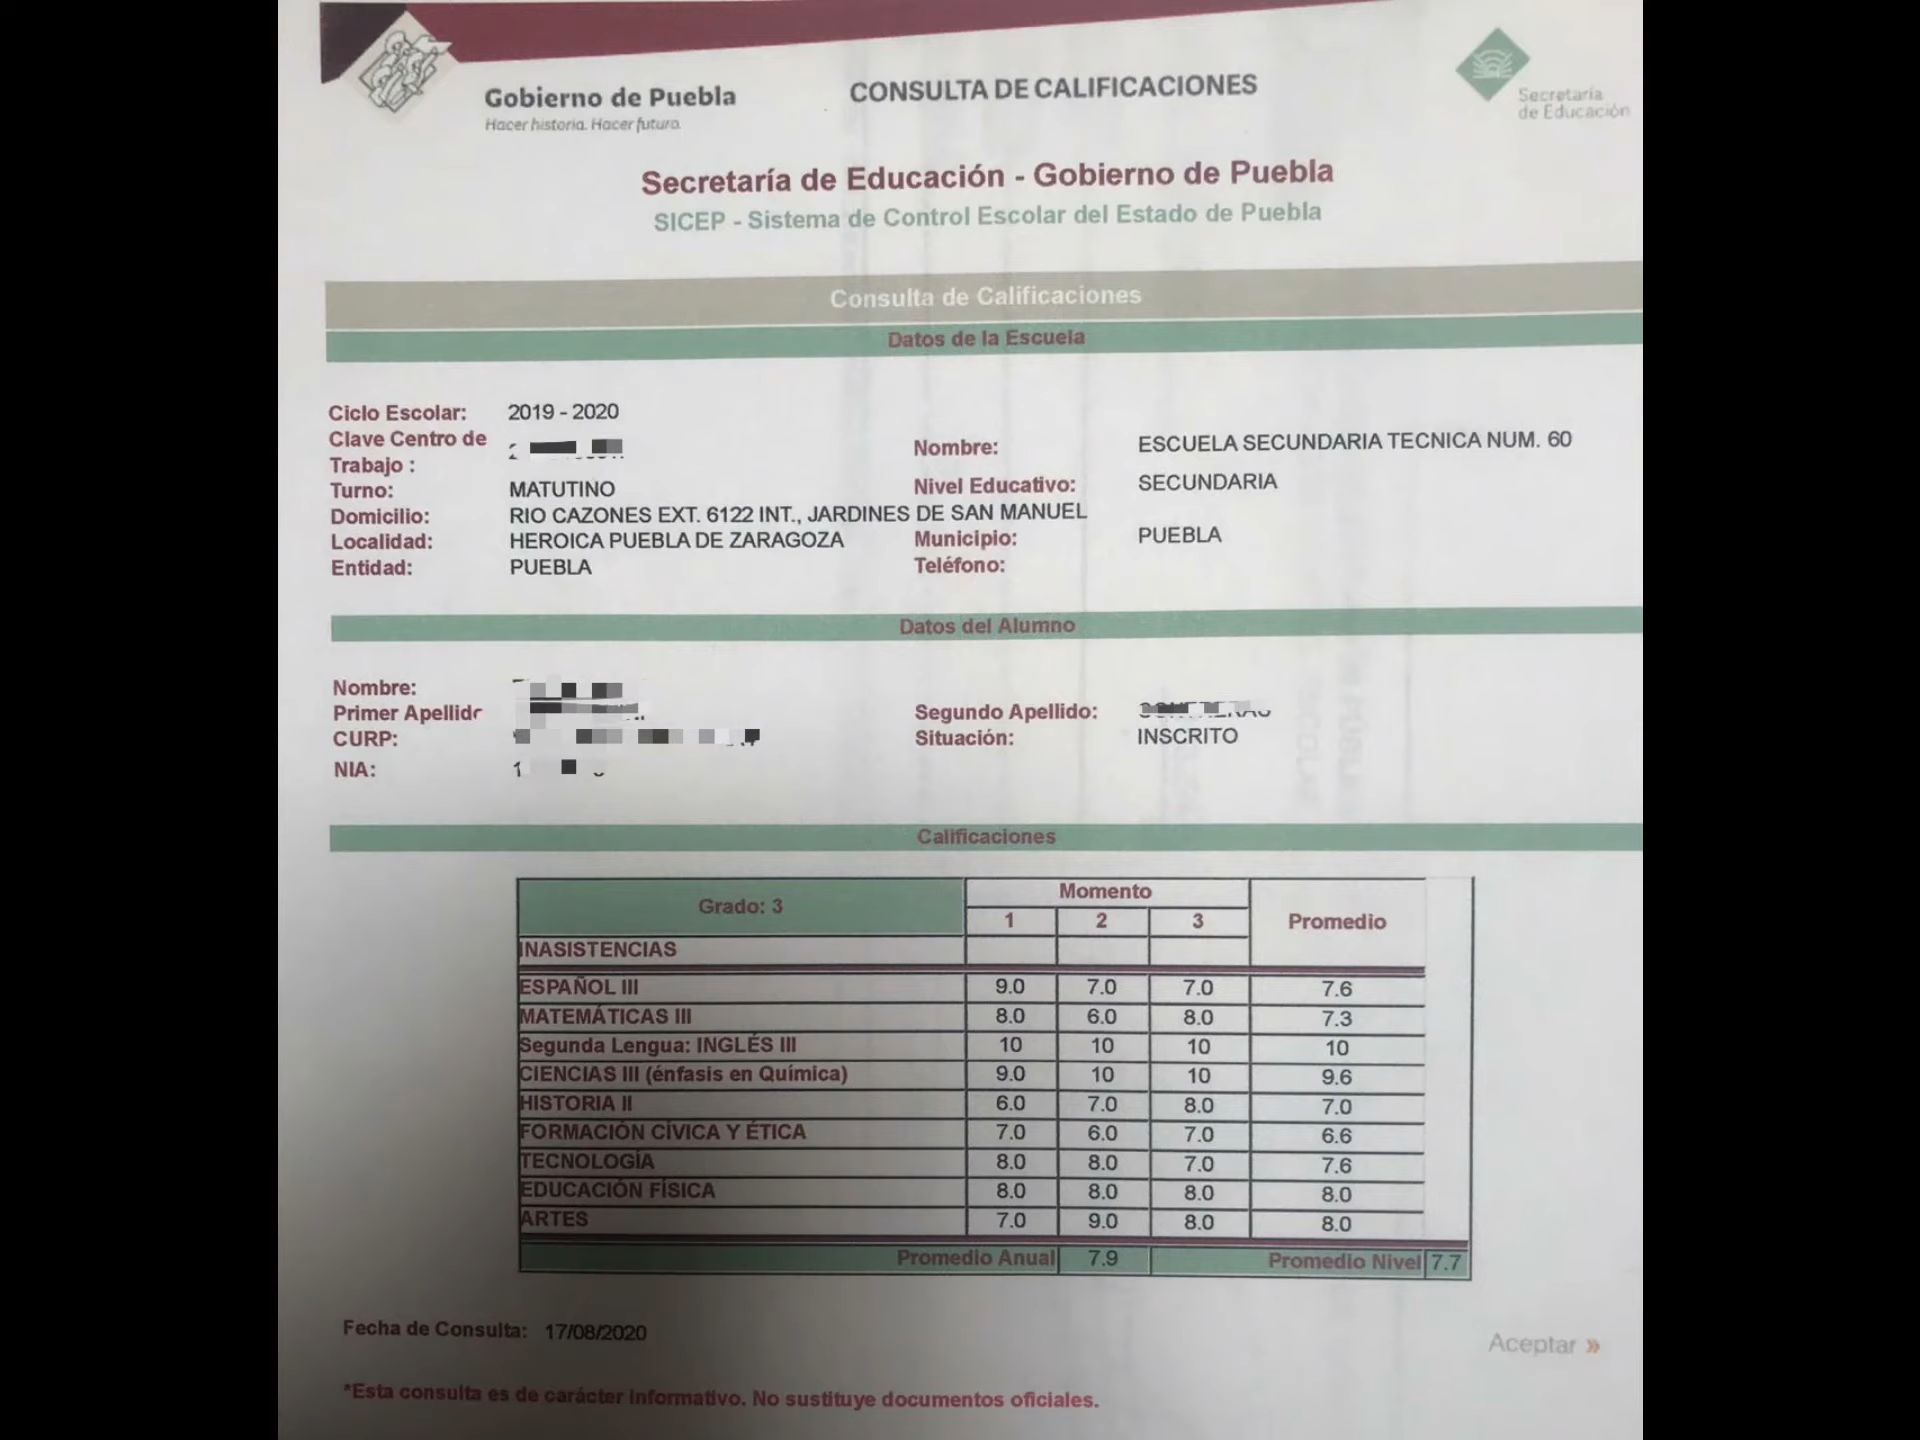 Gobierno de Puebla
Hacer historia. Hacer futuro.
CONSULTA DE CALIFICACIONES
Secretaría
de Educación
Secretaría de Educación - Gobierno de Puebla
SICEP - Sistema de Control Escolar del Estado de Puebla
Consulta de Calificaciones
Datos de la Escuela
Ciclo Escolar: 2019 - 2020
Clave Centro de
Trabajo :
Nombre: ESCUELA SECUNDARIA TECNICA NUM. 60
Turno: MATUTINO
Nivel Educativo: SECUNDARIA
Domicilio: RIO CAZONES EXT. 6122 INT., JARDINES DE SAN MANUEL
Localidad: HEROICA PUEBLA DE ZARAGOZA
Municipio: PUEBLA
Entidad: PUEBLA
Teléfono:
Datos del Alumno
Nombre:
Primer Apellido
Segundo Apellido:
CURP:
Situación: INSCRITO
NIA:
Calificaciones
Grado: 3 Momento Promedio
1 2 3
INASISTENCIAS
ESPAÑOL III 9.0 7.0 7.0 7.6
MATEMÁTICAS III 8.0 6.0 8.0 7.3
Segunda Lengua: INGLÉS III 10 10 10 10
CIENCIAS III (énfasis en Química) 9.0 10 10 9.6
HISTORIA II 6.0 7.0 8.0 7.0
FORMACIÓN CÍVICA Y ÉTICA 7.0 6.0 7.0 6.6
TECNOLOGÍA 8.0 8.0 7.0 7.6
EDUCACIÓN FÍSICA 8.0 8.0 8.0 8.0
ARTES 7.0 9.0 8.0 8.0
Promedio Anual 7.9 Promedio Nivel 7.7
Fecha de Consulta: 17/08/2020
Aceptar »
*Esta consulta es de carácter informativo. No sustituye documentos oficiales.